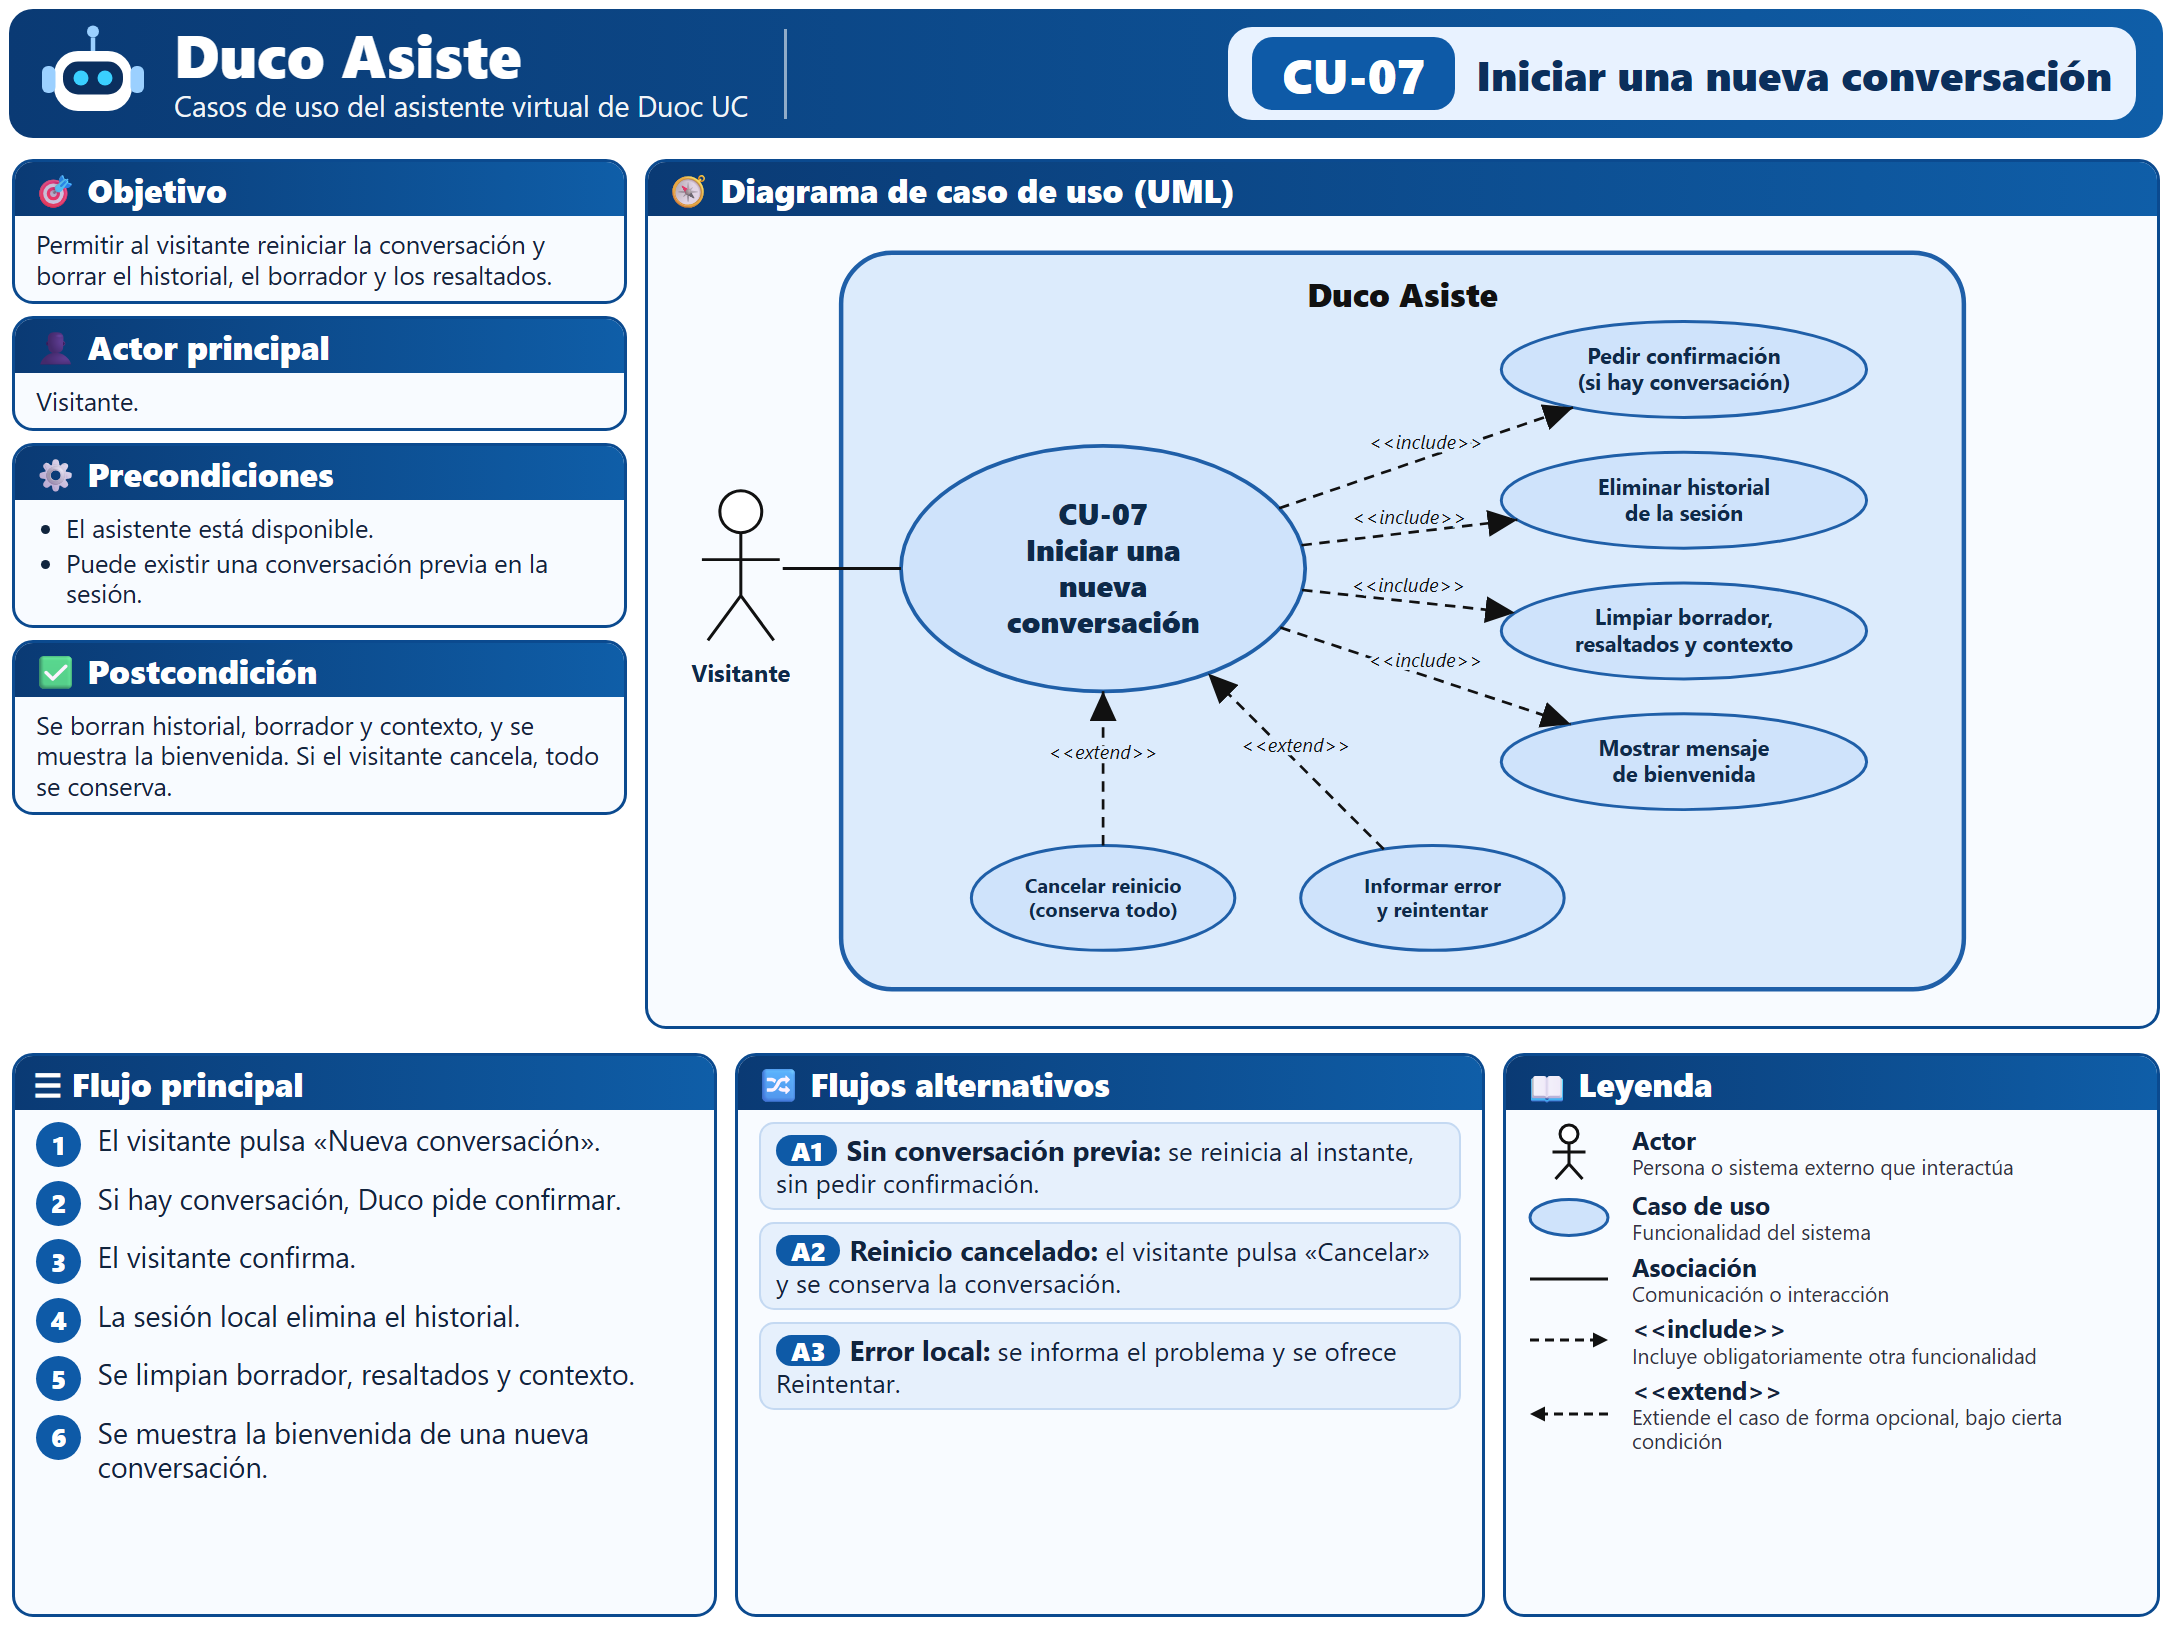 Duco Asiste
Casos de uso del asistente virtual de Duoc UC
CU-07
Iniciar una nueva conversación
Objetivo
Permitir al visitante reiniciar la conversación y
borrar el historial, el borrador y los resaltados.
Actor principal
Visitante.
Precondiciones
• El asistente está disponible.
• Puede existir una conversación previa en la
sesión.
Postcondición
Se borran historial, borrador y contexto, y se
muestra la bienvenida. Si el visitante cancela, todo
se conserva.
Diagrama de caso de uso (UML)
Duco Asiste
Visitante
CU-07
Iniciar una
nueva
conversación
<<include>>
<<include>>
<<include>>
<<include>>
Pedir confirmación
(si hay conversación)
Eliminar historial
de la sesión
Limpiar borrador,
resaltados y contexto
Mostrar mensaje
de bienvenida
<<extend>>
<<extend>>
Cancelar reinicio
(conserva todo)
Informar error
y reintentar
Flujo principal
1 El visitante pulsa «Nueva conversación».
2 Si hay conversación, Duco pide confirmar.
3 El visitante confirma.
4 La sesión local elimina el historial.
5 Se limpian borrador, resaltados y contexto.
6 Se muestra la bienvenida de una nueva
conversación.
Flujos alternativos
A1 Sin conversación previa: se reinicia al instante,
sin pedir confirmación.
A2 Reinicio cancelado: el visitante pulsa «Cancelar»
y se conserva la conversación.
A3 Error local: se informa el problema y se ofrece
Reintentar.
Leyenda
Actor
Persona o sistema externo que interactúa
Caso de uso
Funcionalidad del sistema
Asociación
Comunicación o interacción
<<include>>
Incluye obligatoriamente otra funcionalidad
<<extend>>
Extiende el caso de forma opcional, bajo cierta
condición